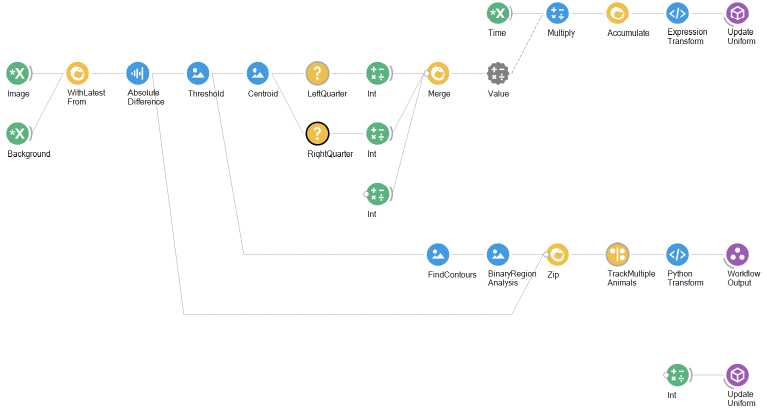 Time
Multiply
Accumulate
Expression
Transform
Update
Uniform
Image
WithLatest
From
Absolute
Difference
Threshold
Centroid
LeftQuarter
Int
Merge
Value
Background
RightQuarter
Int
Int
FindContours
BinaryRegion
Analysis
Zip
TrackMultiple
Animals
Python
Transform
Workflow
Output
Int
Update
Uniform